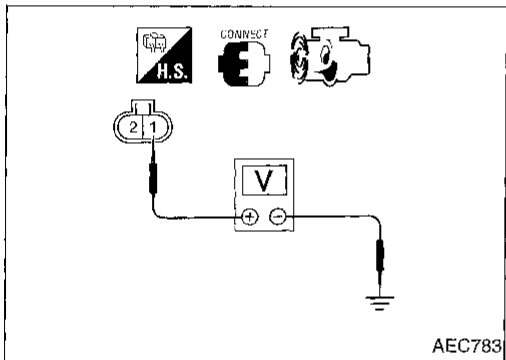 CONNECT
H.S.
2 1
V
+ −
AEC783